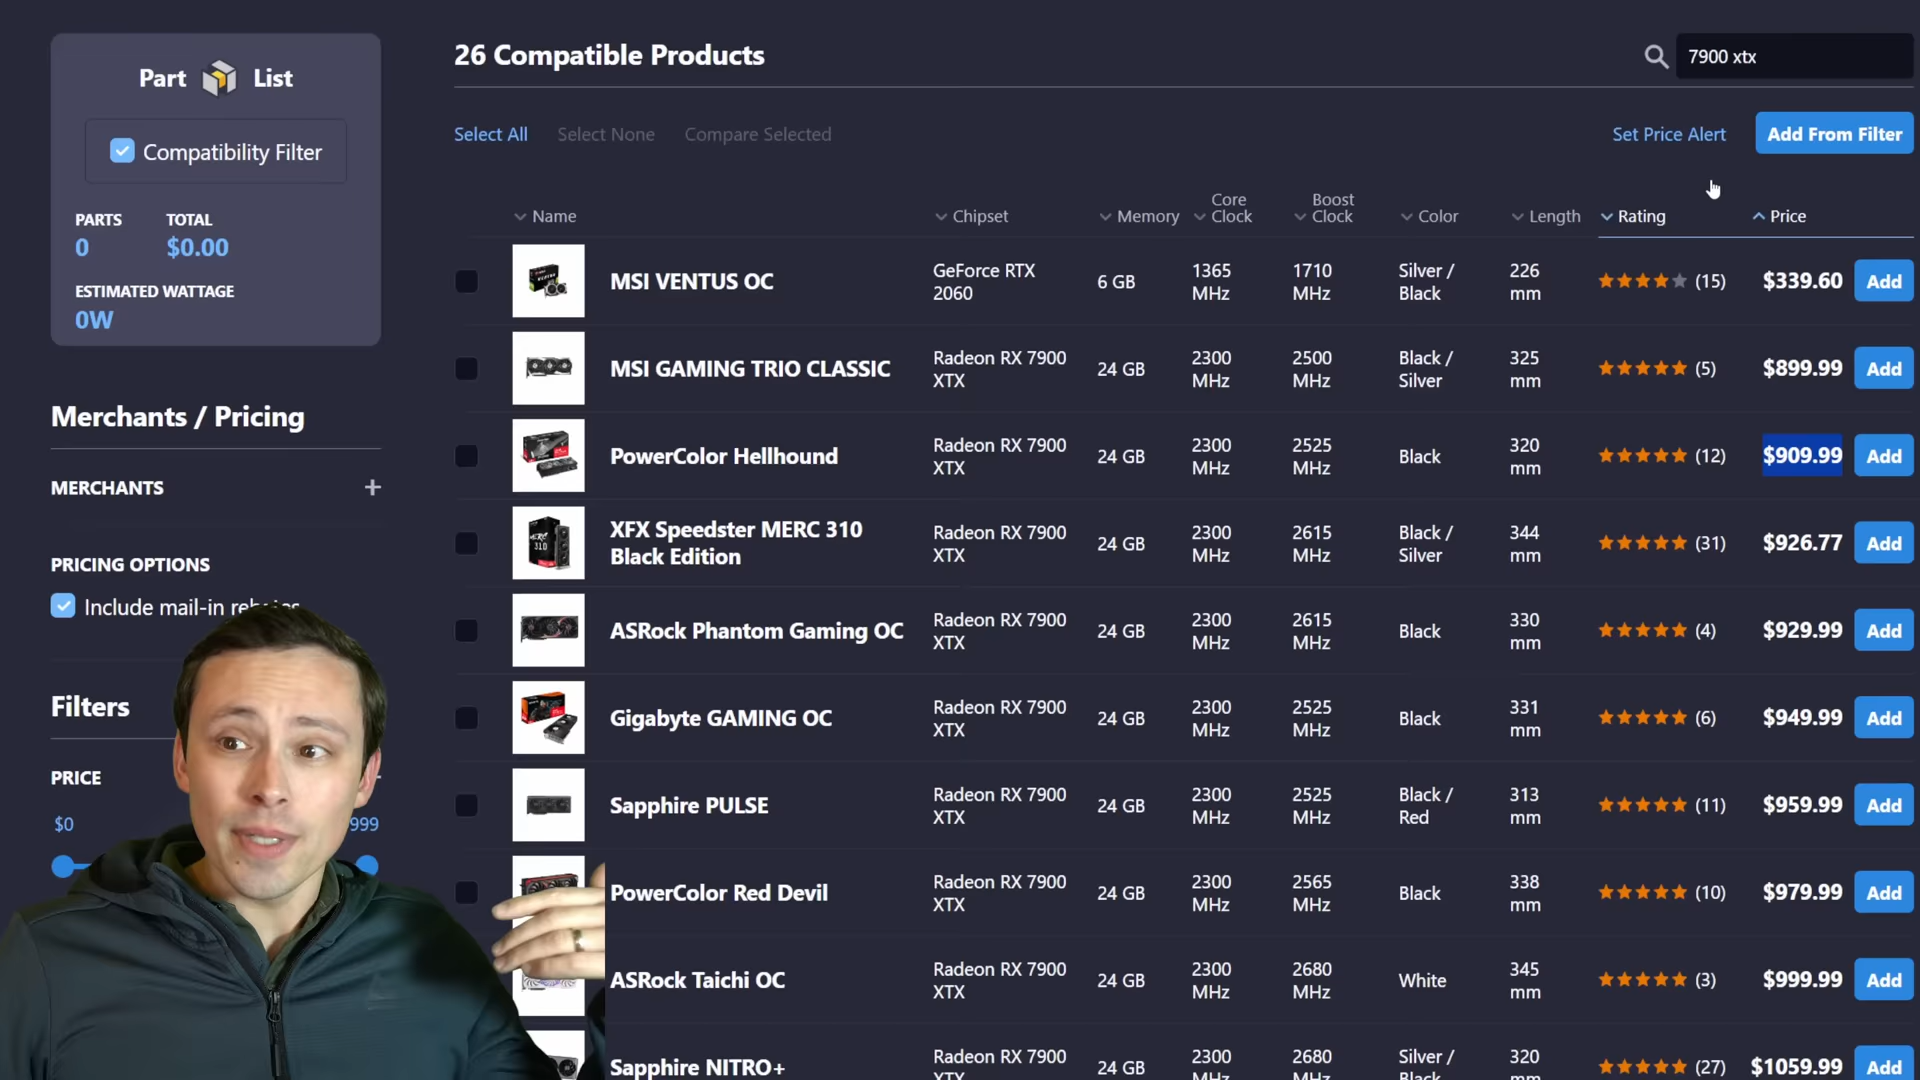 Part List
Compatibility Filter
PARTS TOTAL
0 $0.00
ESTIMATED WATTAGE
0W
Merchants / Pricing
MERCHANTS +
PRICING OPTIONS
Include mail-in rebates
Filters
PRICE
$0 999
26 Compatible Products
7900 xtx
Select All Select None Compare Selected
Set Price Alert Add From Filter
Name Chipset Memory Core Clock Boost Clock Color Length Rating Price
MSI VENTUS OC GeForce RTX 2060 6 GB 1365 MHz 1710 MHz Silver / Black 226 mm (15) $339.60 Add
MSI GAMING TRIO CLASSIC Radeon RX 7900 XTX 24 GB 2300 MHz 2500 MHz Black / Silver 325 mm (5) $899.99 Add
PowerColor Hellhound Radeon RX 7900 XTX 24 GB 2300 MHz 2525 MHz Black 320 mm (12) $909.99 Add
XFX Speedster MERC 310 Black Edition Radeon RX 7900 XTX 24 GB 2300 MHz 2615 MHz Black / Silver 344 mm (31) $926.77 Add
ASRock Phantom Gaming OC Radeon RX 7900 XTX 24 GB 2300 MHz 2615 MHz Black 330 mm (4) $929.99 Add
Gigabyte GAMING OC Radeon RX 7900 XTX 24 GB 2300 MHz 2525 MHz Black 331 mm (6) $949.99 Add
Sapphire PULSE Radeon RX 7900 XTX 24 GB 2300 MHz 2525 MHz Black / Red 313 mm (11) $959.99 Add
PowerColor Red Devil Radeon RX 7900 XTX 24 GB 2300 MHz 2565 MHz Black 338 mm (10) $979.99 Add
ASRock Taichi OC Radeon RX 7900 XTX 24 GB 2300 MHz 2680 MHz White 345 mm (3) $999.99 Add
Sapphire NITRO+ Radeon RX 7900 XTX 24 GB 2300 MHz 2680 MHz Silver / Black 320 mm (27) $1059.99 Add